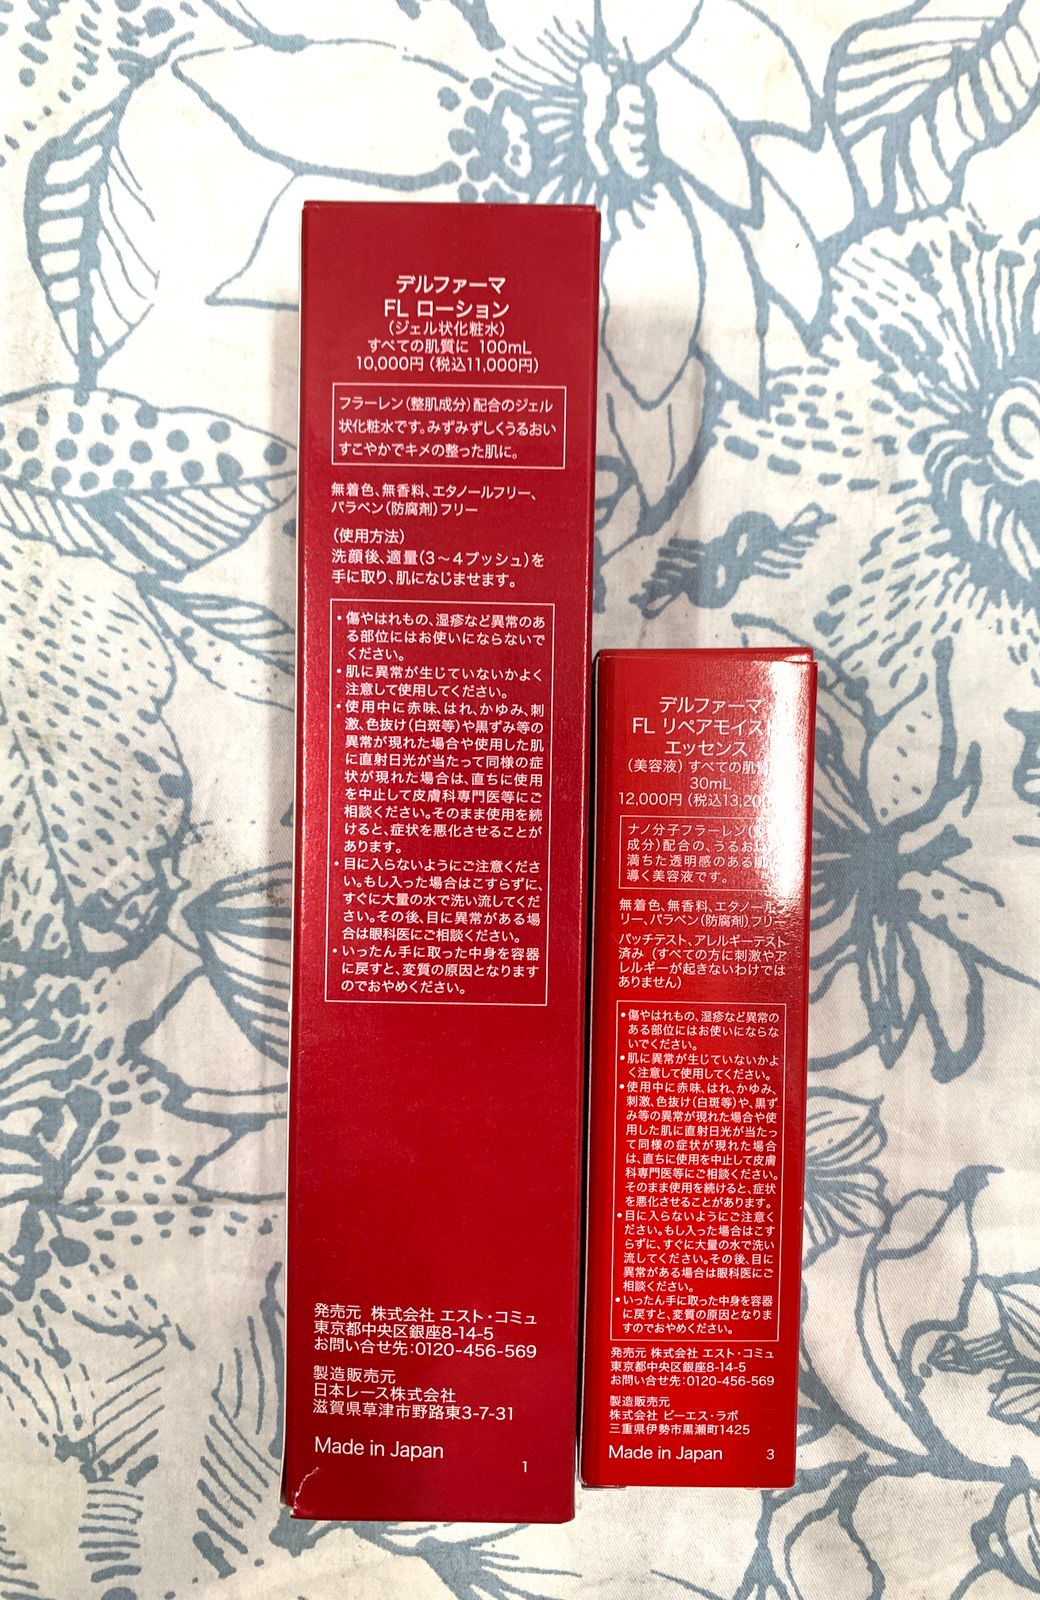 デルファーマ
FL ローション
（ジェル状化粧水）
すべての肌質に 100mL
10,000円（税込11,000円）
フラーレン（整肌成分）配合のジェル
状化粧水です。みずみずしくうるおい
すこやかでキメの整った肌に。
無着色、無香料、エタノールフリー、
パラベン（防腐剤）フリー
（使用方法）
洗顔後、適量（3～4プッシュ）を
手に取り、肌になじませます。
・傷やはれもの、湿疹など異常のあ
る部位にはお使いにならないで
ください。
・肌に異常が生じていないかよく
注意して使用してください。
・使用中に赤味、はれ、かゆみ、刺
激、色抜け（白斑等）や黒ずみ等の
異常が現れた場合や使用した肌
に直射日光が当たって同様の症
状が現れた場合は、直ちに使用
を中止して皮膚科専門医等にご
相談ください。そのまま使用を続
けると、症状を悪化させることが
あります。
・目に入らないようにご注意くださ
い。もし入った場合はこすらずに、
すぐに大量の水で洗い流してくだ
さい。その後、目に異常がある場
合は眼科医にご相談ください。
・いったん手に取った中身を容器
に戻すと、変質の原因となります
のでおやめください。
発売元 株式会社 エスト・コミュ
東京都中央区銀座8-14-5
お問い合せ先：0120-456-569
製造販売元
日本レース株式会社
滋賀県草津市野路東3-7-31
Made in Japan
1
デルファーマ
FL リペアモイスト
エッセンス
（美容液）すべての肌
30mL
12,000円（税込13,20
ナノ分子フラーレン（
成分）配合の、うるおい
満ちた透明感のある肌
導く美容液です。
無着色、無香料、エタノールフ
リー、パラベン（防腐剤）フリー
パッチテスト、アレルギーテスト
済み（すべての方に刺激やア
レルギーが起きないわけでは
ありません）
・傷やはれもの、湿疹など異常の
ある部位にはお使いにならな
いでください。
・肌に異常が生じていないかよ
く注意して使用してください。
・使用中に赤味、はれ、かゆみ、
刺激、色抜け（白斑等）や、黒ず
み等の異常が現れた場合や使
用した肌に直射日光が当たっ
て同様の症状が現れた場合
は、直ちに使用を中止して皮膚
科専門医等にご相談ください。
そのまま使用を続けると、症状
を悪化させることがあります。
・目に入らないようにご注意く
ださい。もし入った場合はこす
らずに、すぐに大量の水で洗い
流してください。その後、目に
異常がある場合は眼科医にご
相談ください。
・いったん手に取った中身を容器
に戻すと、変質の原因となりま
すのでおやめください。
発売元 株式会社 エスト・コミュ
東京都中央区銀座8-14-5
お問い合せ先：0120-456-569
製造販売元
株式会社 ビーエス・ラボ
三重県伊勢市黒瀬町1425
Made in Japan
3